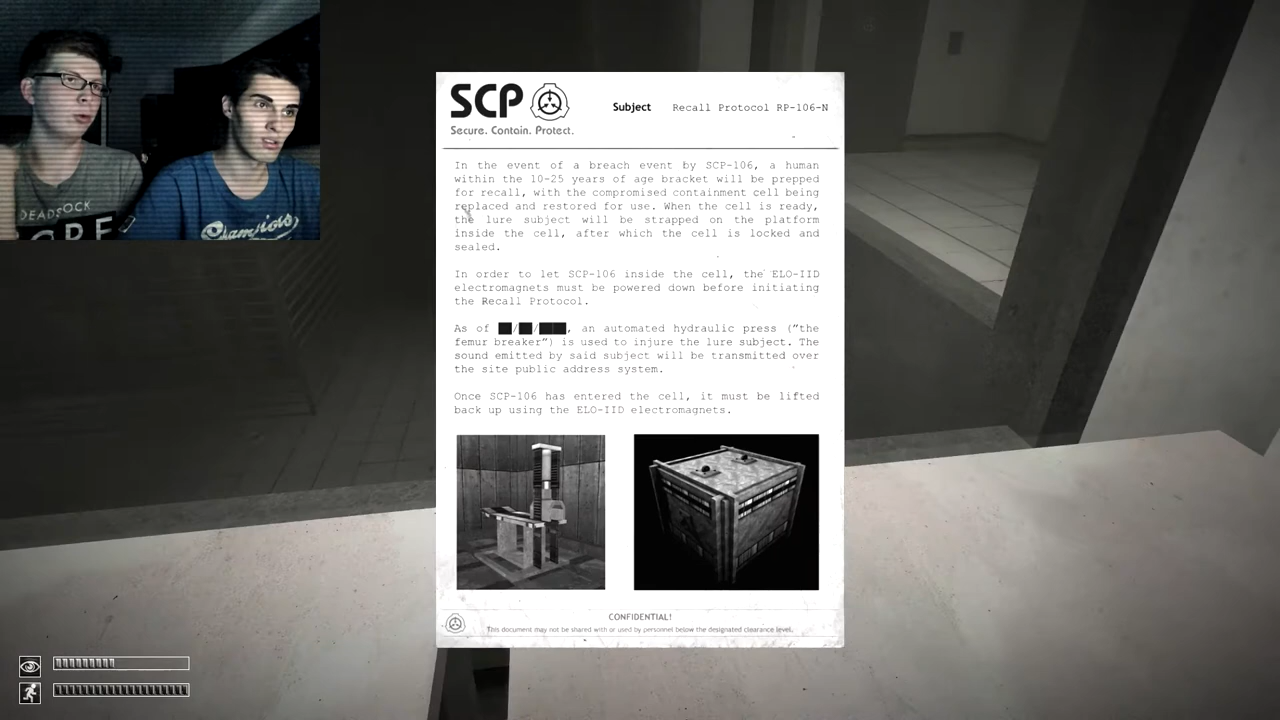 DEADSTOCK
Champions
SCP
Secure. Contain. Protect.
Subject Recall Protocol RP-106-N
In the event of a breach event by SCP-106, a human
within the 10-25 years of age bracket will be prepped
for recall, with the compromised containment cell being
replaced and restored for use. When the cell is ready,
the lure subject will be strapped on the platform
inside the cell, after which the cell is locked and
sealed.
In order to let SCP-106 inside the cell, the ELO-IID
electromagnets must be powered down before initiating
the Recall Protocol.
As of ██/██/████, an automated hydraulic press ("the
femur breaker") is used to injure the lure subject. The
sound emitted by said subject will be transmitted over
the site public address system.
Once SCP-106 has entered the cell, it must be lifted
back up using the ELO-IID electromagnets.
CONFIDENTIAL!
This document may not be shared with or used by personnel below the designated clearance level.